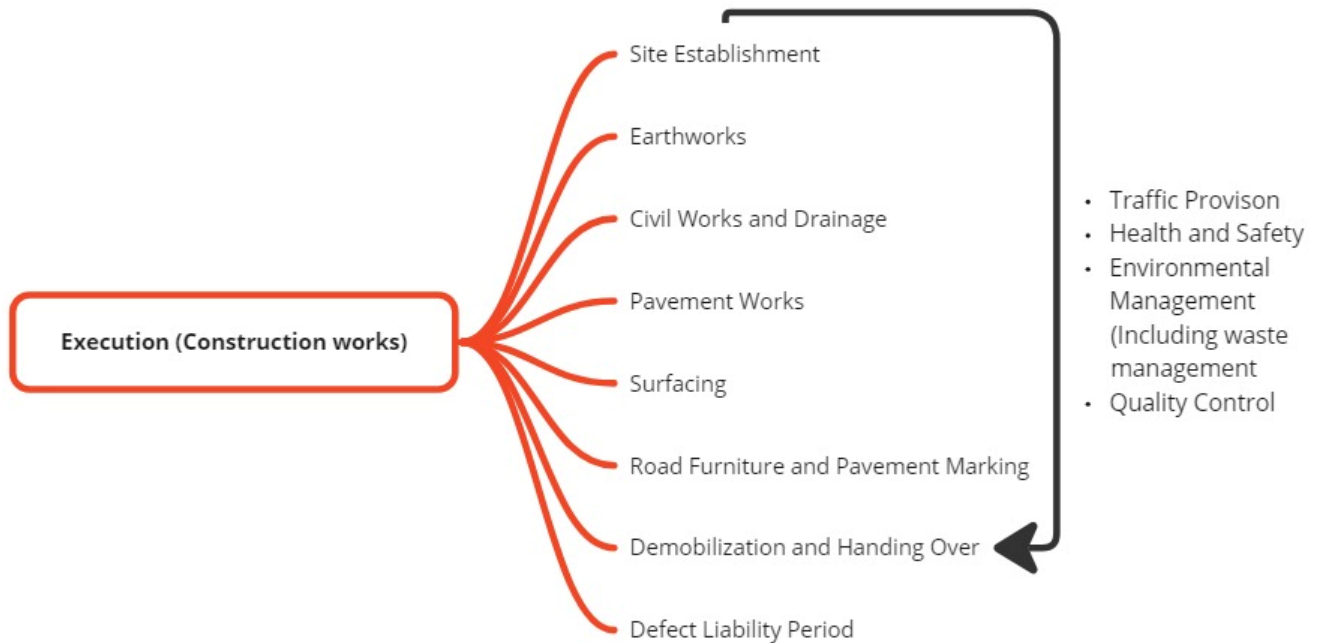 Site Establishment
Earthworks
Civil Works and Drainage
Pavement Works
Execution (Construction works)
Surfacing
Road Furniture and Pavement Marking
Demobilization and Handing Over
Defect Liability Period
• Traffic Provison
• Health and Safety
• Environmental
Management
(Including waste
management
• Quality Control